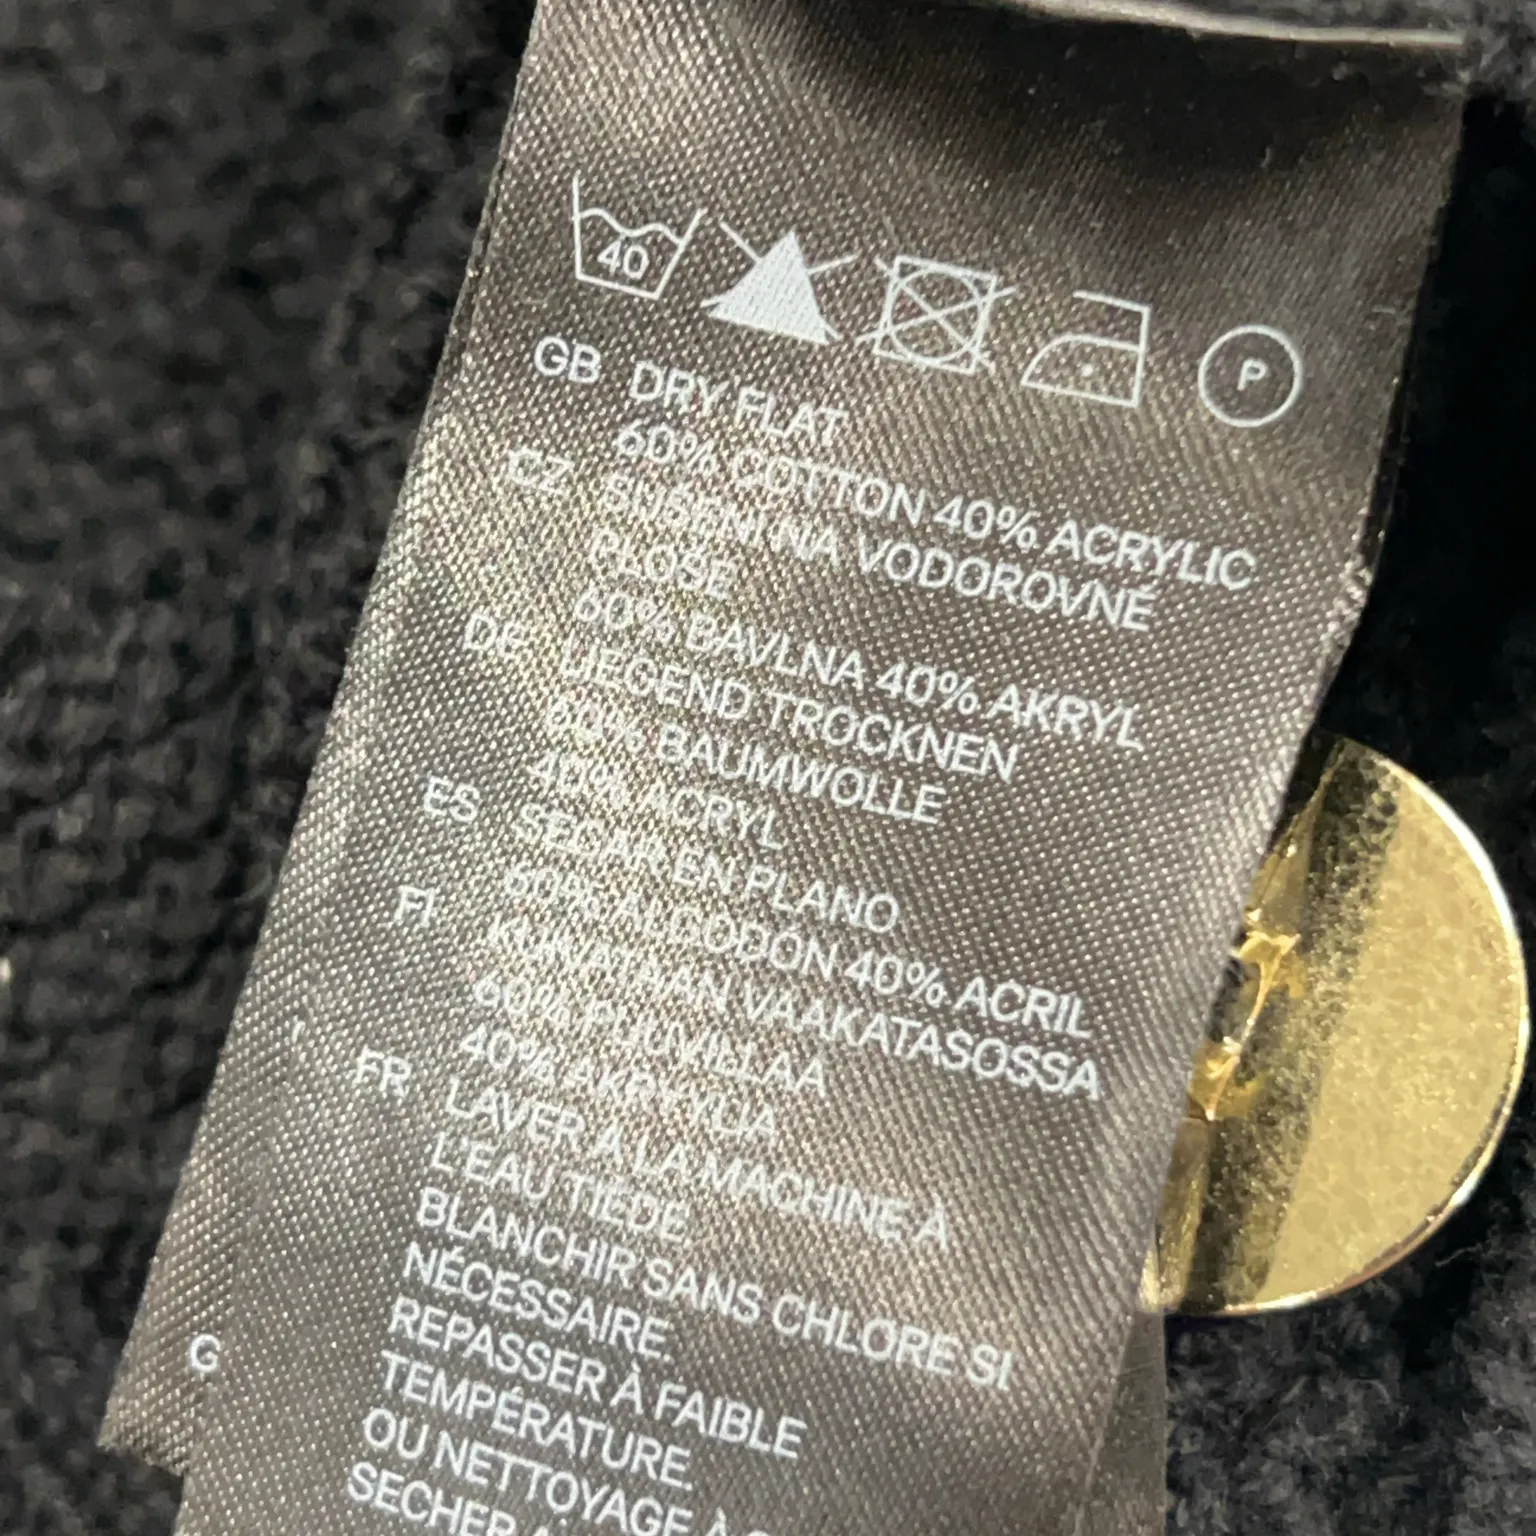 40
P
GB DRY FLAT
60% COTTON 40% ACRYLIC
CZ SUŠENÍ NA VODOROVNÉ
PLOŠE
60% BAVLNA 40% AKRYL
DE LIEGEND TROCKNEN
60% BAUMWOLLE
40% ACRYL
ES SECAR EN PLANO
60% ALGODÓN 40% ACRIL
FI KUIVATAAN VAAKATASOSSA
60% PUUVILLAA
40% AKRYYLIA
FR LAVER À LA MACHINE À
L'EAU TIÈDE
BLANCHIR SANS CHLORE SI
NÉCESSAIRE.
REPASSER À FAIBLE
TEMPÉRATURE.
OU NETTOYAGE À
SECHER
G